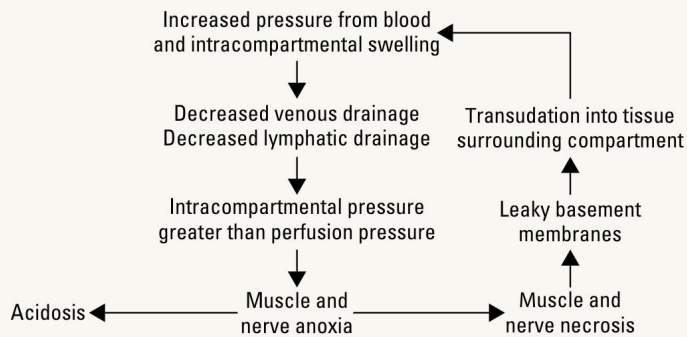 Increased pressure from blood
and intracompartmental swelling
Decreased venous drainage
Decreased lymphatic drainage
Transudation into tissue
surrounding compartment
Intracompartmental pressure
greater than perfusion pressure
Leaky basement
membranes
Acidosis
Muscle and
nerve anoxia
Muscle and
nerve necrosis